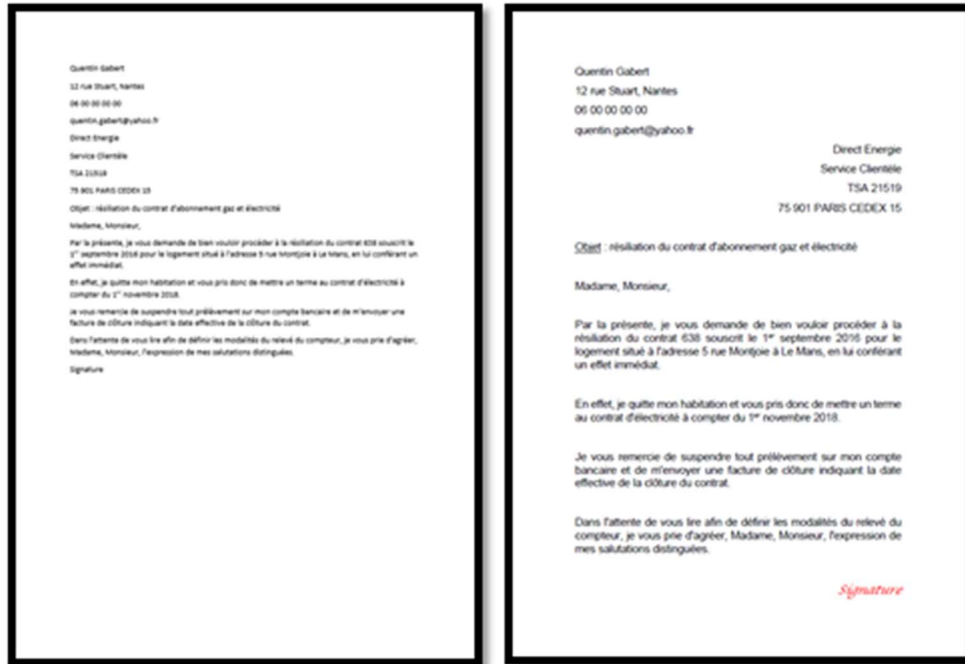 Quentin Gabert
12 rue Stuart, Nantes
06 00 00 00 00
quentin.gabert@yahoo.fr
Direct Energie
Service Clientèle
TSA 21519
75 901 PARIS CEDEX 15
Objet : résiliation du contrat d'abonnement gaz et électricité
Madame, Monsieur,
Par la présente, je vous demande de bien vouloir procéder à la résiliation du contrat 638 souscrit le
1er septembre 2016 pour le logement situé à l'adresse 5 rue Montjoie à Le Mans, en lui conférant un
effet immédiat.
En effet, je quitte mon habitation et vous pris donc de mettre un terme au contrat d'électricité à
compter du 1er novembre 2018.
Je vous remercie de suspendre tout prélèvement sur mon compte bancaire et de m'envoyer une
facture de clôture indiquant la date effective de la clôture du contrat.
Dans l'attente de vous lire afin de définir les modalités du relevé du compteur, je vous prie d'agréer,
Madame, Monsieur, l'expression de mes salutations distinguées.
Signature
Quentin Gabert
12 rue Stuart, Nantes
06 00 00 00 00
quentin.gabert@yahoo.fr
Direct Energie
Service Clientèle
TSA 21519
75 901 PARIS CEDEX 15
Objet : résiliation du contrat d'abonnement gaz et électricité
Madame, Monsieur,
Par la présente, je vous demande de bien vouloir procéder à la
résiliation du contrat 638 souscrit le 1er septembre 2016 pour le
logement situé à l'adresse 5 rue Montjoie à Le Mans, en lui conférant
un effet immédiat.
En effet, je quitte mon habitation et vous pris donc de mettre un terme
au contrat d'électricité à compter du 1er novembre 2018.
Je vous remercie de suspendre tout prélèvement sur mon compte
bancaire et de m'envoyer une facture de clôture indiquant la date
effective de la clôture du contrat.
Dans l'attente de vous lire afin de définir les modalités du relevé du
compteur, je vous prie d'agréer, Madame, Monsieur, l'expression de
mes salutations distinguées.
Signature